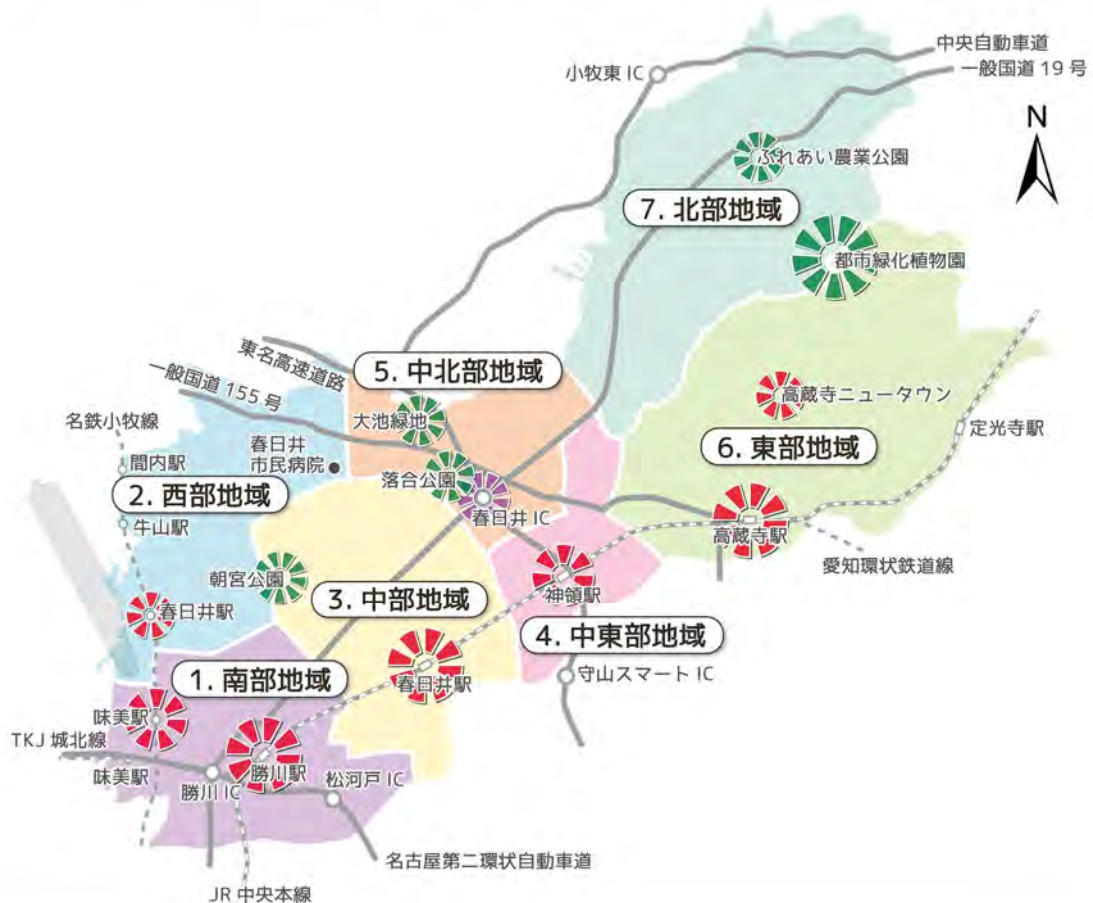 中央自動車道
小牧東 IC
一般国道 19 号
N
ふれあい農業公園
7. 北部地域
都市緑化植物園
東名高速道路
5. 中北部地域
一般国道 155 号
高蔵寺ニュータウン
名鉄小牧線
大池緑地
定光寺駅
春日井
市民病院
6. 東部地域
間内駅
落合公園
2. 西部地域
春日井 IC
牛山駅
高蔵寺駅
愛知環状鉄道線
朝宮公園
神領駅
3. 中部地域
春日井駅
4. 中東部地域
守山スマート IC
1. 南部地域
春日井駅
味美駅
TKJ 城北線
味美駅
勝川駅
松河戸 IC
勝川 IC
名古屋第二環状自動車道
JR 中央本線